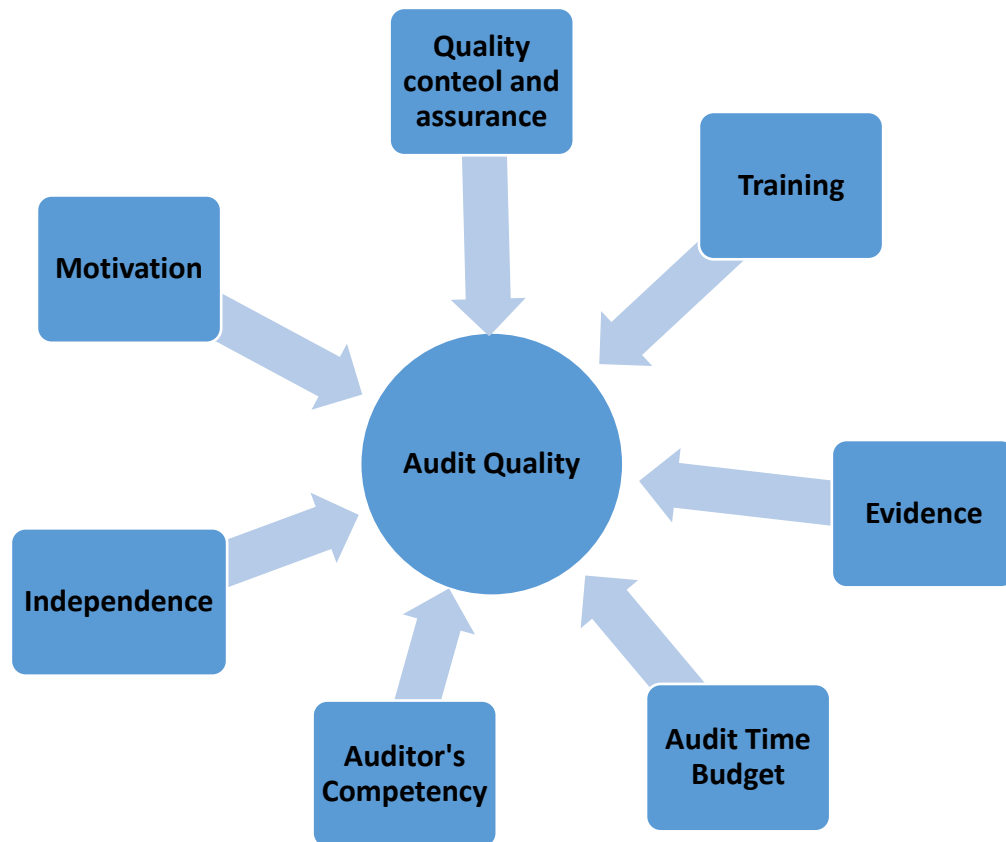 Quality
conteol and
assurance
Training
Motivation
Audit Quality
Evidence
Independence
Auditor's
Competency
Audit Time
Budget